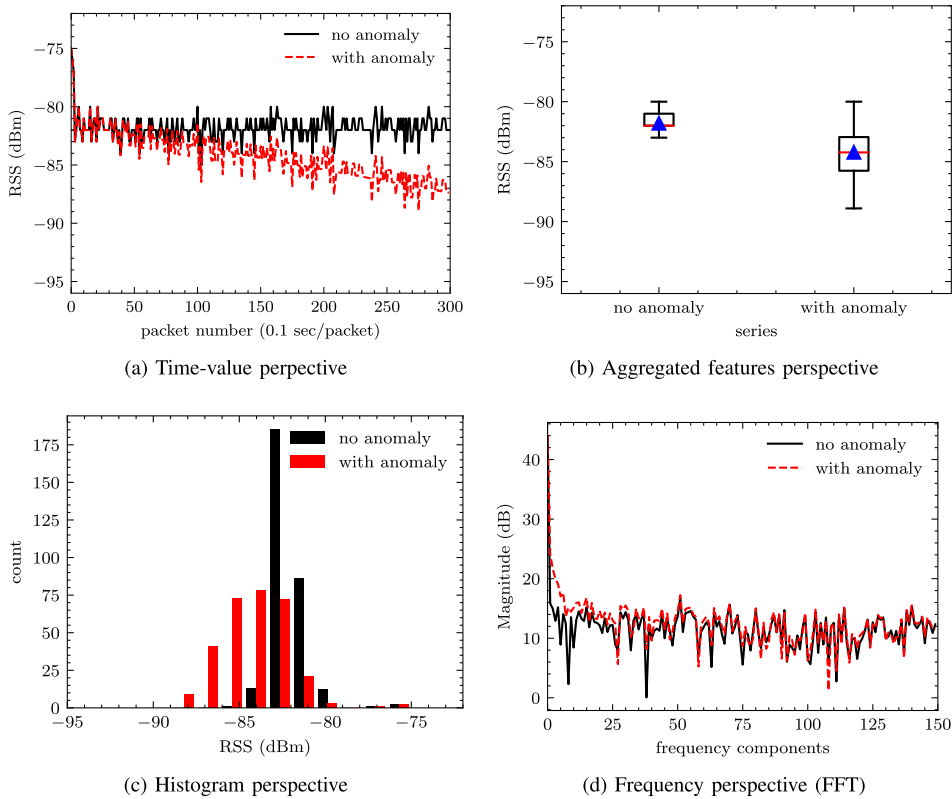 no anomaly
with anomaly
RSS (dBm)
−75
−80
−85
−90
−95
0 50 100 150 200 250 300
packet number (0.1 sec/packet)
(a) Time-value perpective
RSS (dBm)
−75
−80
−85
−90
−95
no anomaly with anomaly
series
(b) Aggregated features perspective
no anomaly
with anomaly
count
175
150
125
100
75
50
25
0
−95 −90 −85 −80 −75
RSS (dBm)
(c) Histogram perspective
no anomaly
with anomaly
Magnitude (dB)
40
30
20
10
0
0 25 50 75 100 125 150
frequency components
(d) Frequency perspective (FFT)